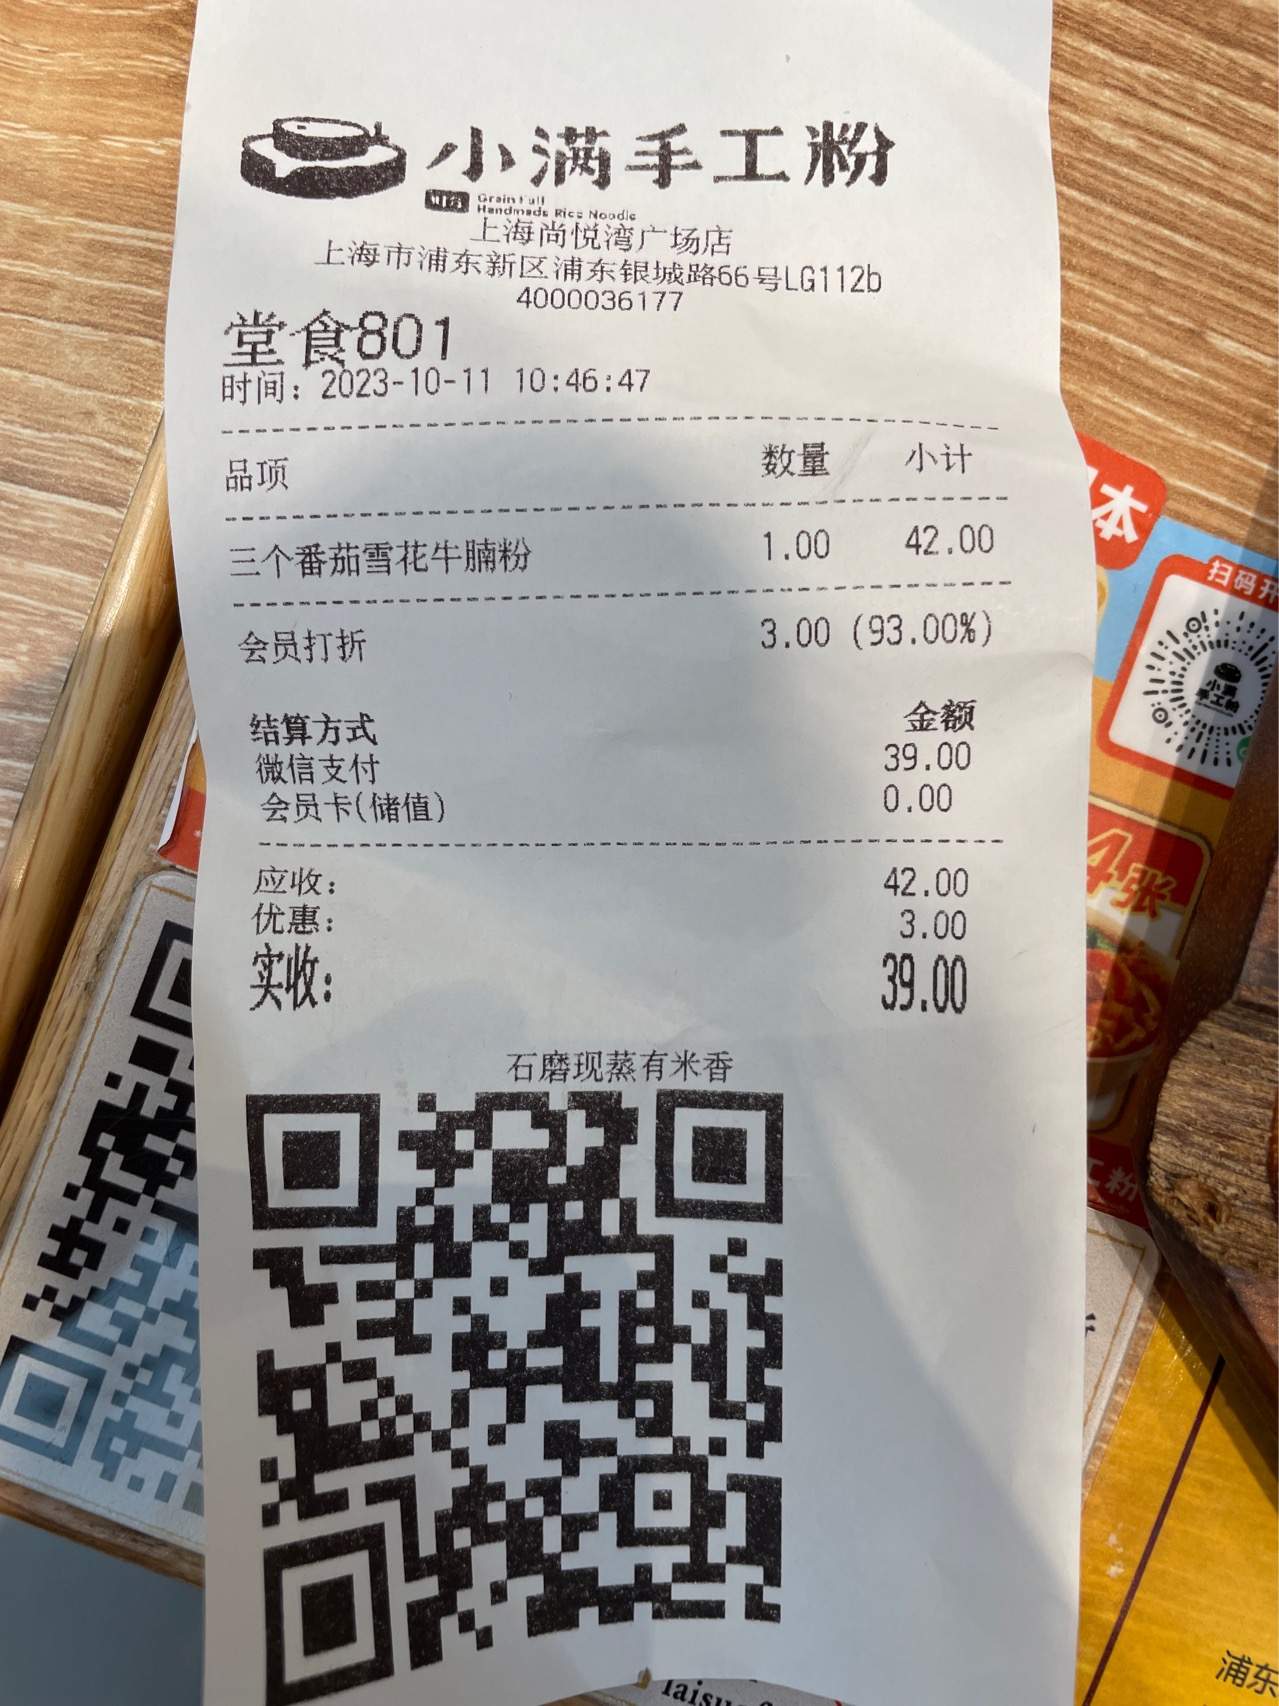 小满手工粉
Grain Full
Handmade Rice Noodle
上海尚悦湾广场店
上海市浦东新区浦东银城路66号LG112b
4000036177
堂食801
时间：2023-10-11 10:46:47
品项 数量 小计
三个番茄雪花牛腩粉 1.00 42.00
会员打折 3.00 (93.00%)
结算方式 金额
微信支付 39.00
会员卡(储值) 0.00
应收： 42.00
优惠： 3.00
实收： 39.00
石磨现蒸有米香
本
扫码开
小满
手工粉
4张
工粉
浦东